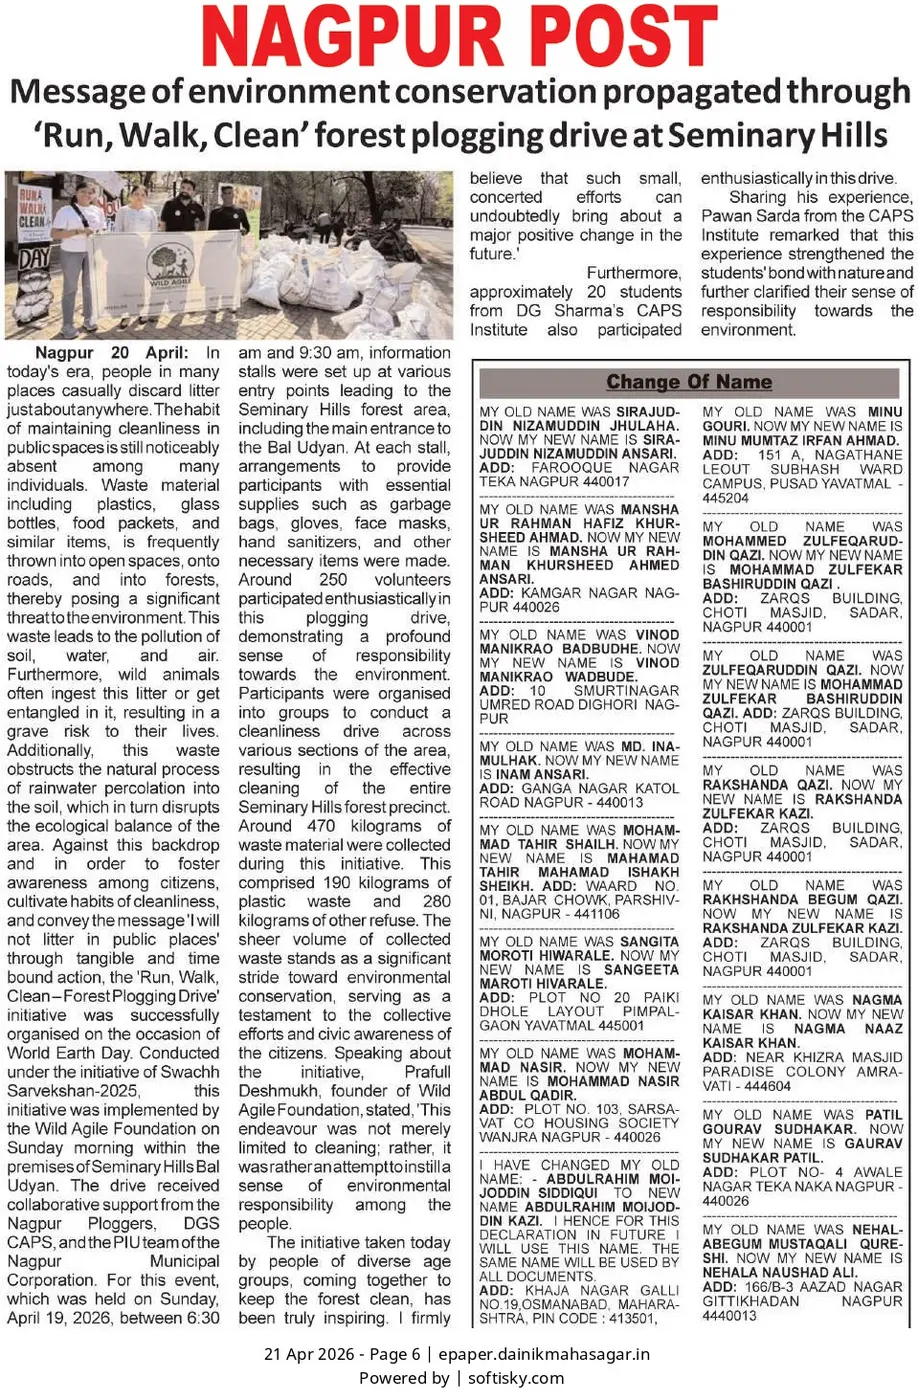 NAGPUR POST
Message of environment conservation propagated through
‘Run, Walk, Clean’ forest plogging drive at Seminary Hills
RUN
WALK
CLEAN
DAY
WILD AGILE
Nagpur 20 April: In
today's era, people in many
places casually discard litter
just about anywhere. The habit
of maintaining cleanliness in
public spaces is still noticeably
absent among many
individuals. Waste material
including plastics, glass
bottles, food packets, and
similar items, is frequently
thrown into open spaces, onto
roads, and into forests,
thereby posing a significant
threat to the environment. This
waste leads to the pollution of
soil, water, and air.
Furthermore, wild animals
often ingest this litter or get
entangled in it, resulting in a
grave risk to their lives.
Additionally, this waste
obstructs the natural process
of rainwater percolation into
the soil, which in turn disrupts
the ecological balance of the
area. Against this backdrop
and in order to foster
awareness among citizens,
cultivate habits of cleanliness,
and convey the message 'I will
not litter in public places'
through tangible and time
bound action, the 'Run, Walk,
Clean – Forest Plogging Drive'
initiative was successfully
organised on the occasion of
World Earth Day. Conducted
under the initiative of Swachh
Sarvekshan-2025, this
initiative was implemented by
the Wild Agile Foundation on
Sunday morning within the
premises of Seminary Hills Bal
Udyan. The drive received
collaborative support from the
Nagpur Ploggers, DGS
CAPS, and the PIU team of the
Nagpur Municipal
Corporation. For this event,
which was held on Sunday,
April 19, 2026, between 6:30
am and 9:30 am, information
stalls were set up at various
entry points leading to the
Seminary Hills forest area,
including the main entrance to
the Bal Udyan. At each stall,
arrangements to provide
participants with essential
supplies such as garbage
bags, gloves, face masks,
hand sanitizers, and other
necessary items were made.
Around 250 volunteers
participated enthusiastically in
this plogging drive,
demonstrating a profound
sense of responsibility
towards the environment.
Participants were organised
into groups to conduct a
cleanliness drive across
various sections of the area,
resulting in the effective
cleaning of the entire
Seminary Hills forest precinct.
Around 470 kilograms of
waste material were collected
during this initiative. This
comprised 190 kilograms of
plastic waste and 280
kilograms of other refuse. The
sheer volume of collected
waste stands as a significant
stride toward environmental
conservation, serving as a
testament to the collective
efforts and civic awareness of
the citizens. Speaking about
the initiative, Prafull
Deshmukh, founder of Wild
Agile Foundation, stated, 'This
endeavour was not merely
limited to cleaning; rather, it
was rather an attempt to instil a
sense of environmental
responsibility among the
people.
The initiative taken today
by people of diverse age
groups, coming together to
keep the forest clean, has
been truly inspiring. I firmly
believe that such small,
concerted efforts can
undoubtedly bring about a
major positive change in the
future.'
Furthermore,
approximately 20 students
from DG Sharma's CAPS
Institute also participated
enthusiastically in this drive.
Sharing his experience,
Pawan Sarda from the CAPS
Institute remarked that this
experience strengthened the
students' bond with nature and
further clarified their sense of
responsibility towards the
environment.
Change Of Name
MY OLD NAME WAS SIRAJUD-
DIN NIZAMUDDIN JHULAHA.
NOW MY NEW NAME IS SIRA-
JUDDIN NIZAMUDDIN ANSARI.
ADD: FAROOQUE NAGAR
TEKA NAGPUR 440017
MY OLD NAME WAS MANSHA
UR RAHMAN HAFIZ KHUR-
SHEED AHMAD. NOW MY NEW
NAME IS MANSHA UR RAH-
MAN KHURSHEED AHMED
ANSARI.
ADD: KAMGAR NAGAR NAG-
PUR 440026
MY OLD NAME WAS VINOD
MANIKRAO BADBUDHE. NOW
MY NEW NAME IS VINOD
MANIKRAO WADBUDE.
ADD: 10 SMURTINAGAR
UMRED ROAD DIGHORI NAG-
PUR
MY OLD NAME WAS MD. INA-
MULHAK. NOW MY NEW NAME
IS INAM ANSARI.
ADD: GANGA NAGAR KATOL
ROAD NAGPUR - 440013
MY OLD NAME WAS MOHAM-
MAD TAHIR SHAILH. NOW MY
NEW NAME IS MAHAMAD
TAHIR MAHAMAD ISHAKH
SHEIKH. ADD: WAARD NO.
01, BAJAR CHOWK, PARSHIV-
NI, NAGPUR - 441106
MY OLD NAME WAS SANGITA
MOROTI HIWARALE. NOW MY
NEW NAME IS SANGEETA
MAROTI HIVARALE.
ADD: PLOT NO 20 PAIKI
DHOLE LAYOUT PIMPAL-
GAON YAVATMAL 445001
MY OLD NAME WAS MOHAM-
MAD NASIR. NOW MY NEW
NAME IS MOHAMMAD NASIR
ABDUL QADIR.
ADD: PLOT NO. 103, SARSA-
VAT CO HOUSING SOCIETY
WANJRA NAGPUR - 440026
I HAVE CHANGED MY OLD
NAME: - ABDULRAHIM MOI-
JODDIN SIDDIQUI TO NEW
NAME ABDULRAHIM MOIJOD-
DIN KAZI. I HENCE FOR THIS
DECLARATION IN FUTURE I
WILL USE THIS NAME. THE
SAME NAME WILL BE USED BY
ALL DOCUMENTS.
ADD: KHAJA NAGAR GALLI
NO.19,OSMANABAD, MAHARA-
SHTRA, PIN CODE : 413501,
MY OLD NAME WAS MINU
GOURI. NOW MY NEW NAME IS
MINU MUMTAZ IRFAN AHMAD.
ADD: 151 A, NAGATHANE
LEOUT SUBHASH WARD
CAMPUS, PUSAD YAVATMAL -
445204
MY OLD NAME WAS
MOHAMMED ZULFEQARUD-
DIN QAZI. NOW MY NEW NAME
IS MOHAMMAD ZULFEKAR
BASHIRUDDIN QAZI .
ADD: ZARQS BUILDING,
CHOTI MASJID, SADAR,
NAGPUR 440001
MY OLD NAME WAS
ZULFEQARUDDIN QAZI. NOW
MY NEW NAME IS MOHAMMAD
ZULFEKAR BASHIRUDDIN
QAZI. ADD: ZARQS BUILDING,
CHOTI MASJID, SADAR,
NAGPUR 440001
MY OLD NAME WAS
RAKSHANDA QAZI. NOW MY
NEW NAME IS RAKSHANDA
ZULFEKAR KAZI.
ADD: ZARQS BUILDING,
CHOTI MASJID, SADAR,
NAGPUR 440001
MY OLD NAME WAS
RAKHSHANDA BEGUM QAZI.
NOW MY NEW NAME IS
RAKSHANDA ZULFEKAR KAZI.
ADD: ZARQS BUILDING,
CHOTI MASJID, SADAR,
NAGPUR 440001
MY OLD NAME WAS NAGMA
KAISAR KHAN. NOW MY NEW
NAME IS NAGMA NAAZ
KAISAR KHAN.
ADD: NEAR KHIZRA MASJID
PARADISE COLONY AMRA-
VATI - 444604
MY OLD NAME WAS PATIL
GOURAV SUDHAKAR. NOW
MY NEW NAME IS GAURAV
SUDHAKAR PATIL.
ADD: PLOT NO- 4 AWALE
NAGAR TEKA NAKA NAGPUR -
440026
MY OLD NAME WAS NEHAL-
ABEGUM MUSTAQALI QURE-
SHI. NOW MY NEW NAME IS
NEHALA NAUSHAD ALI.
ADD: 166/B-3 AAZAD NAGAR
GITTIKHADAN NAGPUR
4440013
21 Apr 2026 - Page 6 | epaper.dainikmahasagar.in
Powered by | softisky.com